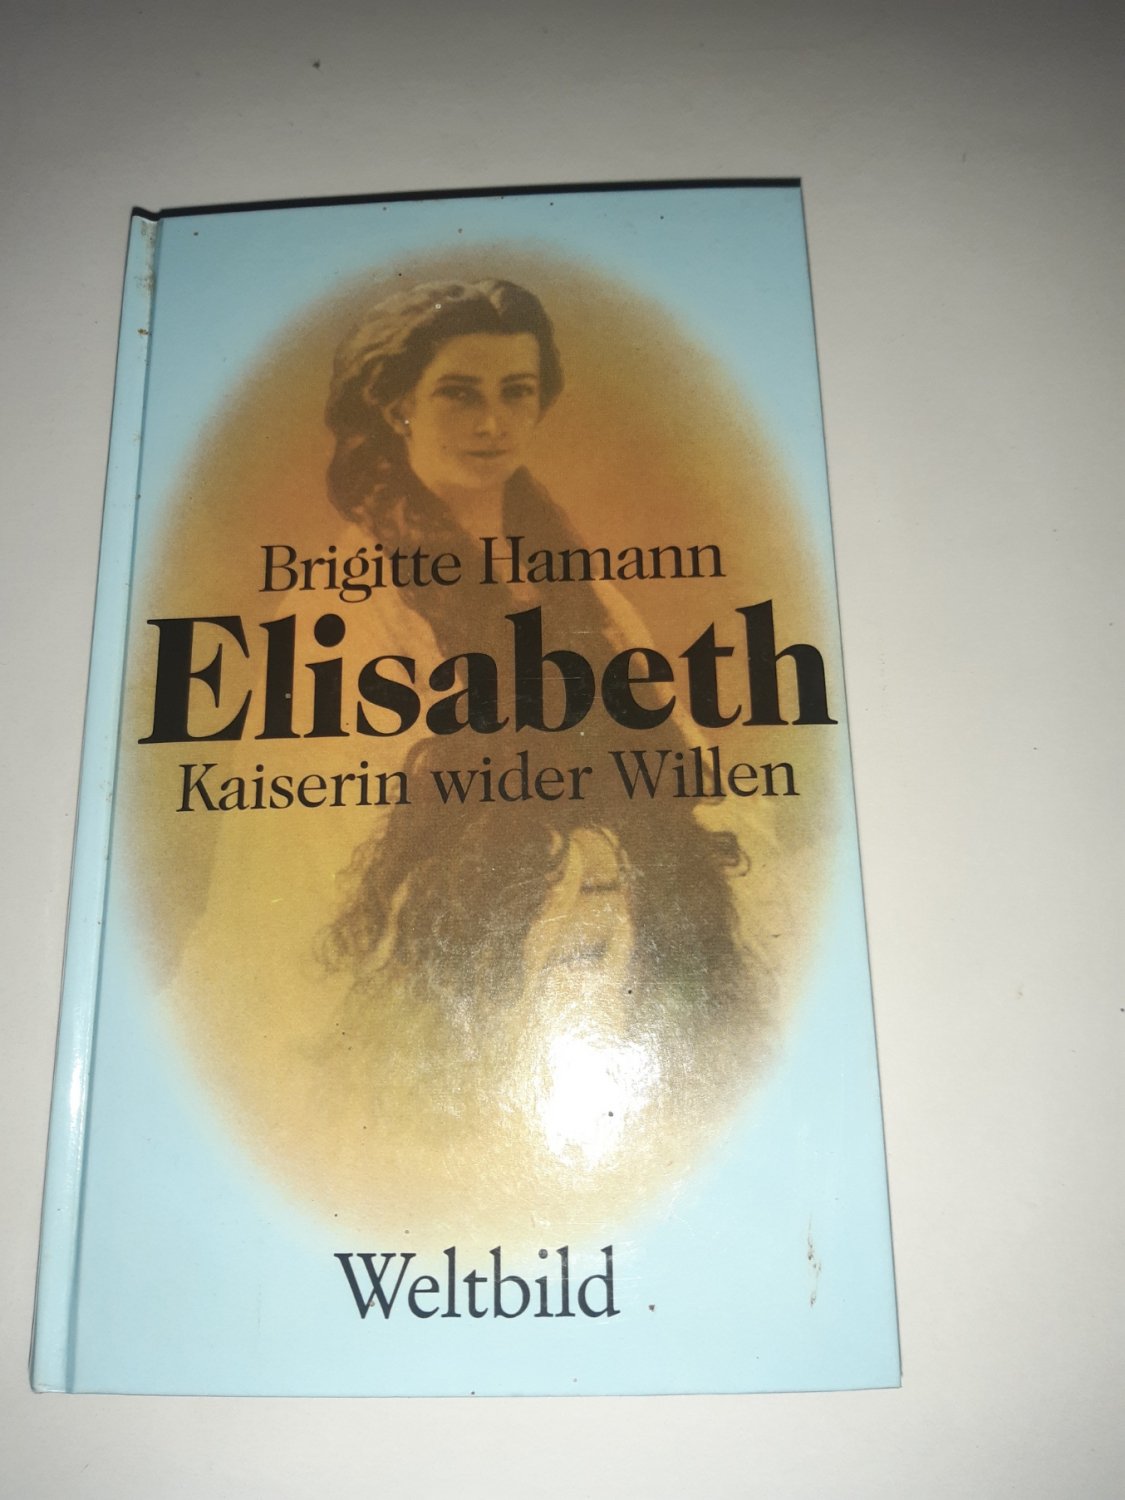 Brigitte Hamann
Elisabeth
Kaiserin wider Willen
Weltbild